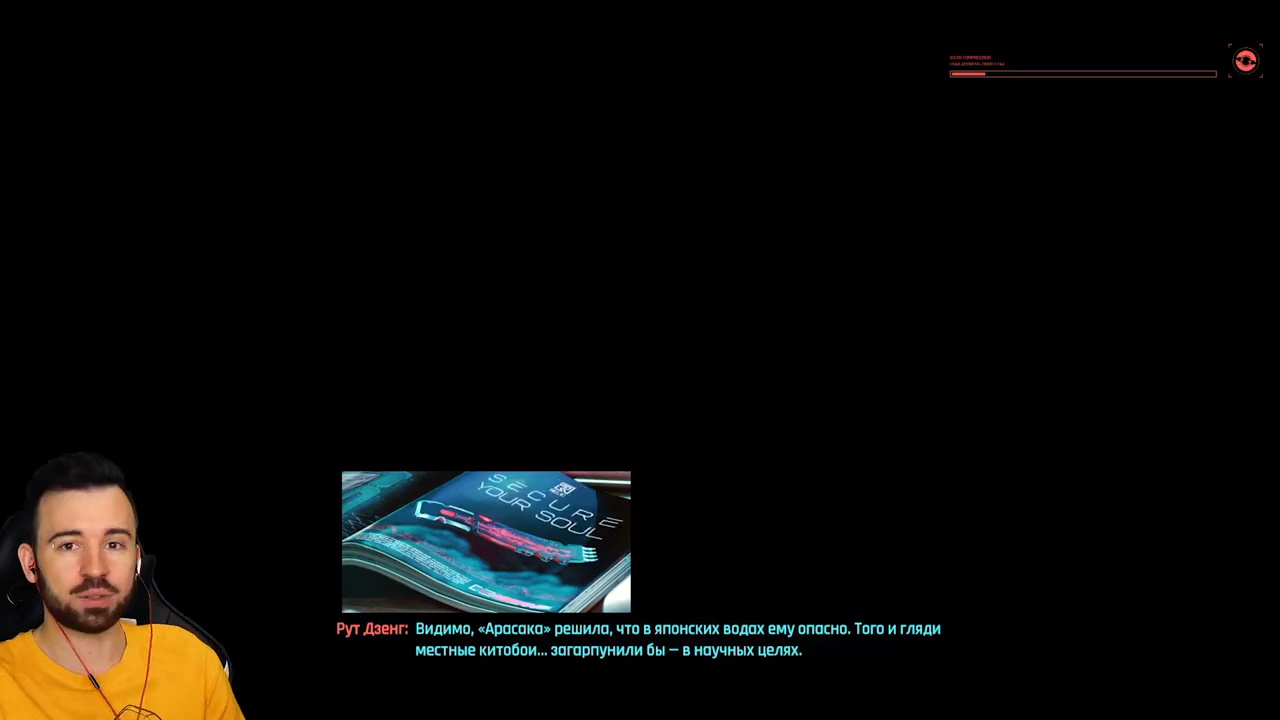 SECURE
YOUR SOUL
Рут Дзенг: Видимо, «Арасака» решила, что в японских водах ему опасно. Того и гляди
местные китобои... загарпунили бы — в научных целях.